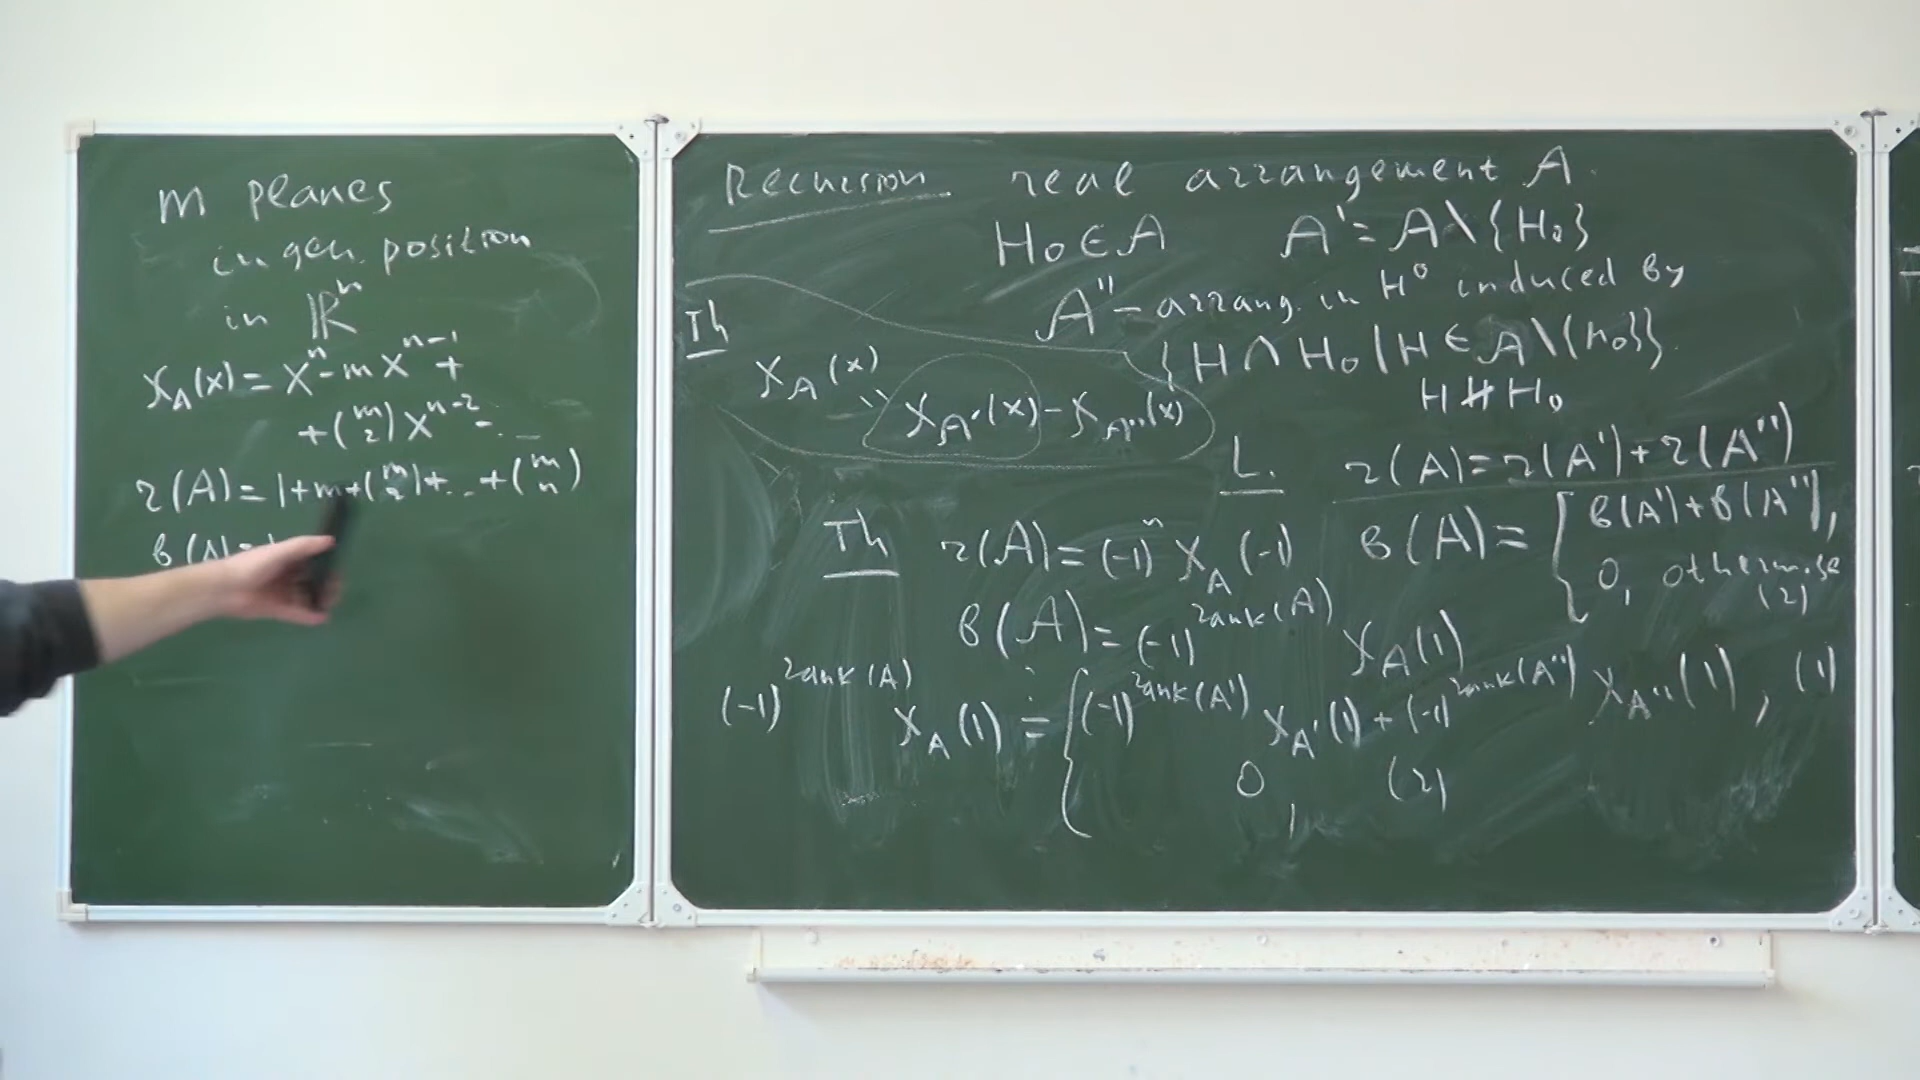 m planes
in gen. position
in ℝⁿ
χ_A(x) = xⁿ - m xⁿ⁻¹ +
+ (m 2) xⁿ⁻² - ...
r(A) = 1 + m + (m 2) + ... + (m n)
b(A) =
Recursion. real arrangement A.
H₀ ∈ A   A' = A \ {H₀}
A'' - arrang. in H⁰ induced by
{H ∩ H₀ | H ∈ A \ {H₀}}.
H ∦ H₀
Th
χ_A(x)
" χ_A'(x) - χ_A''(x)
L. r(A) = r(A') + r(A'')
b(A) = { b(A') + b(A''),
0, otherwise
(2)
Th r(A) = (-1)ⁿ χ_A(-1)
b(A) = (-1)^rank(A) χ_A(1)
(-1)^rank(A) χ_A(1) = { (-1)^rank(A') χ_A'(1) + (-1)^rank(A'') χ_A''(1), (1)
0, (2)